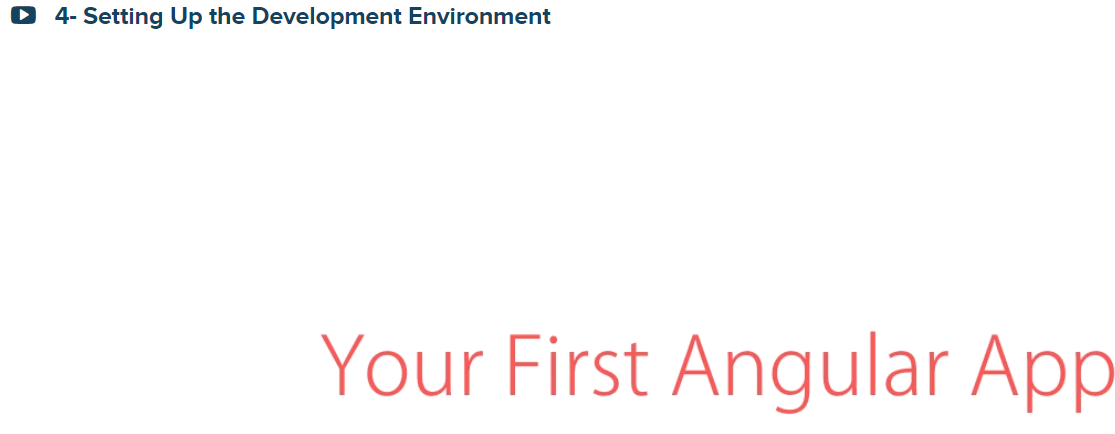 4- Setting Up the Development Environment
Your First Angular App